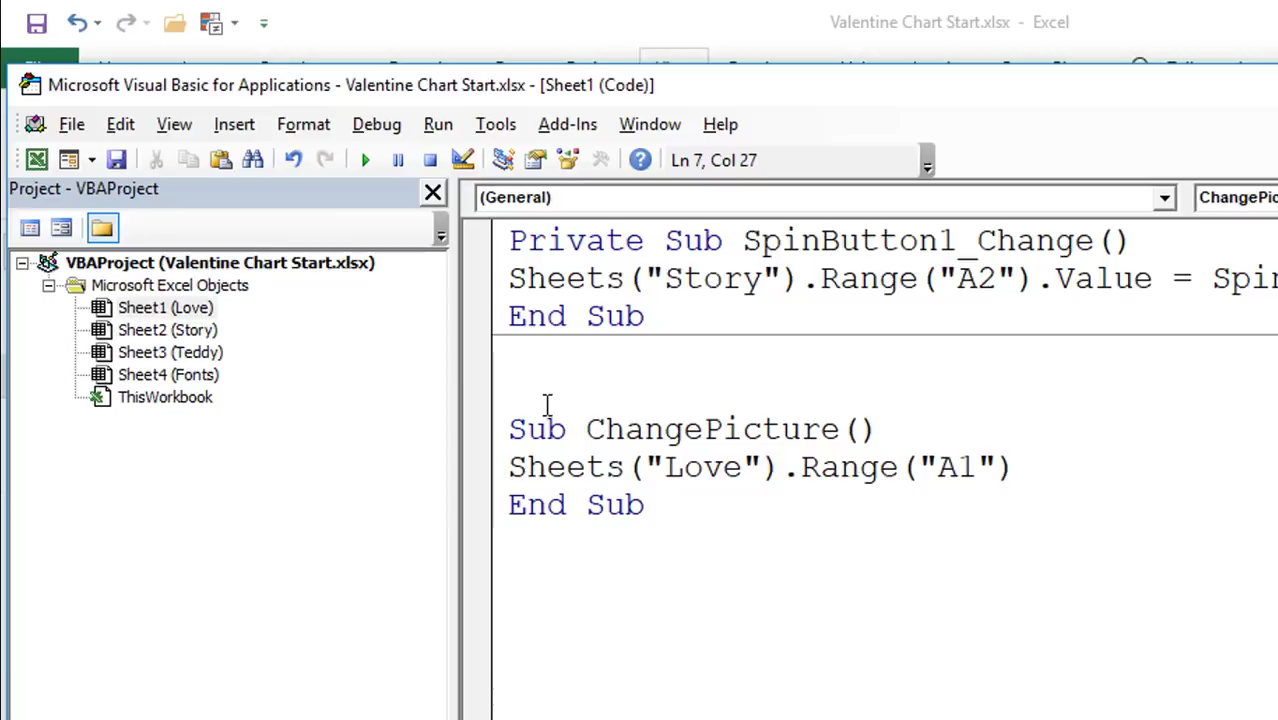 Valentine Chart Start.xlsx - Excel
Microsoft Visual Basic for Applications - Valentine Chart Start.xlsx - [Sheet1 (Code)]
File Edit View Insert Format Debug Run Tools Add-Ins Window Help
Ln 7, Col 27
Project - VBAProject
(General)
ChangePic
VBAProject (Valentine Chart Start.xlsx)
Microsoft Excel Objects
Sheet1 (Love)
Sheet2 (Story)
Sheet3 (Teddy)
Sheet4 (Fonts)
ThisWorkbook
Private Sub SpinButton1_Change()
Sheets("Story").Range("A2").Value = Spin
End Sub
Sub ChangePicture()
Sheets("Love").Range("A1")
End Sub